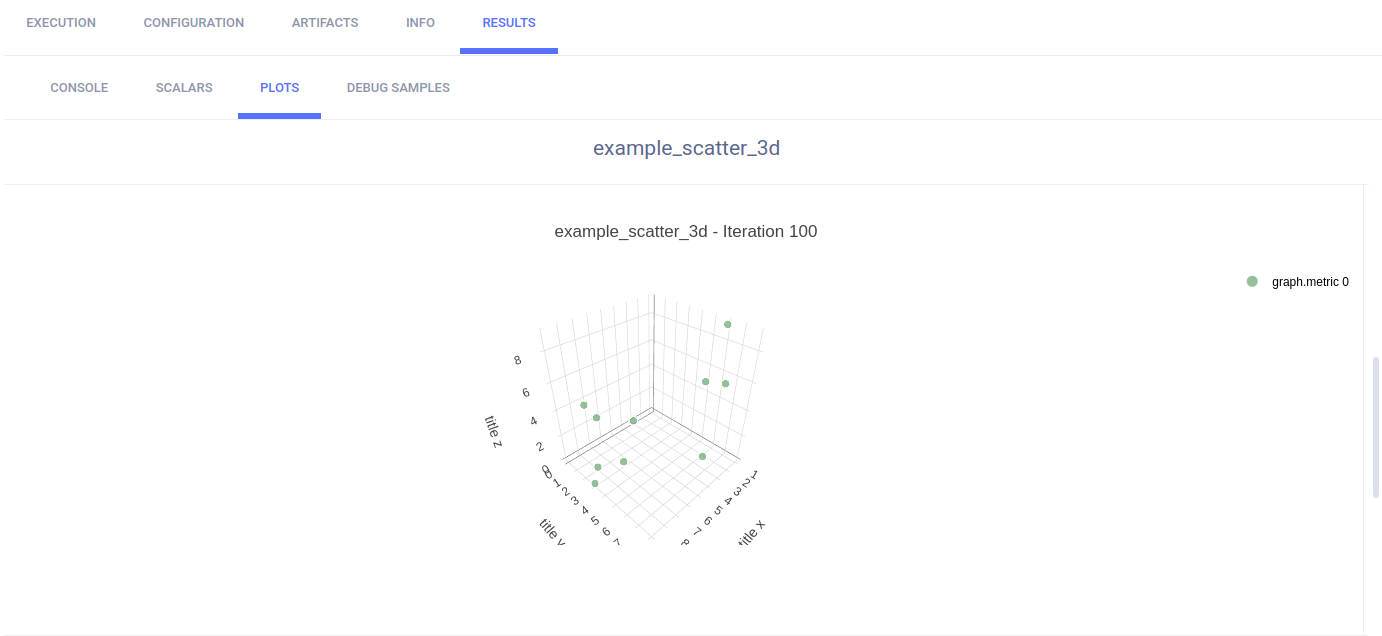 EXECUTION CONFIGURATION ARTIFACTS INFO RESULTS
CONSOLE SCALARS PLOTS DEBUG SAMPLES
example_scatter_3d
example_scatter_3d - Iteration 100
graph.metric 0
8
6
4
2
0
title z
0
1
2
3
4
5
6
7
title y
1
2
3
4
5
6
7
8
title x